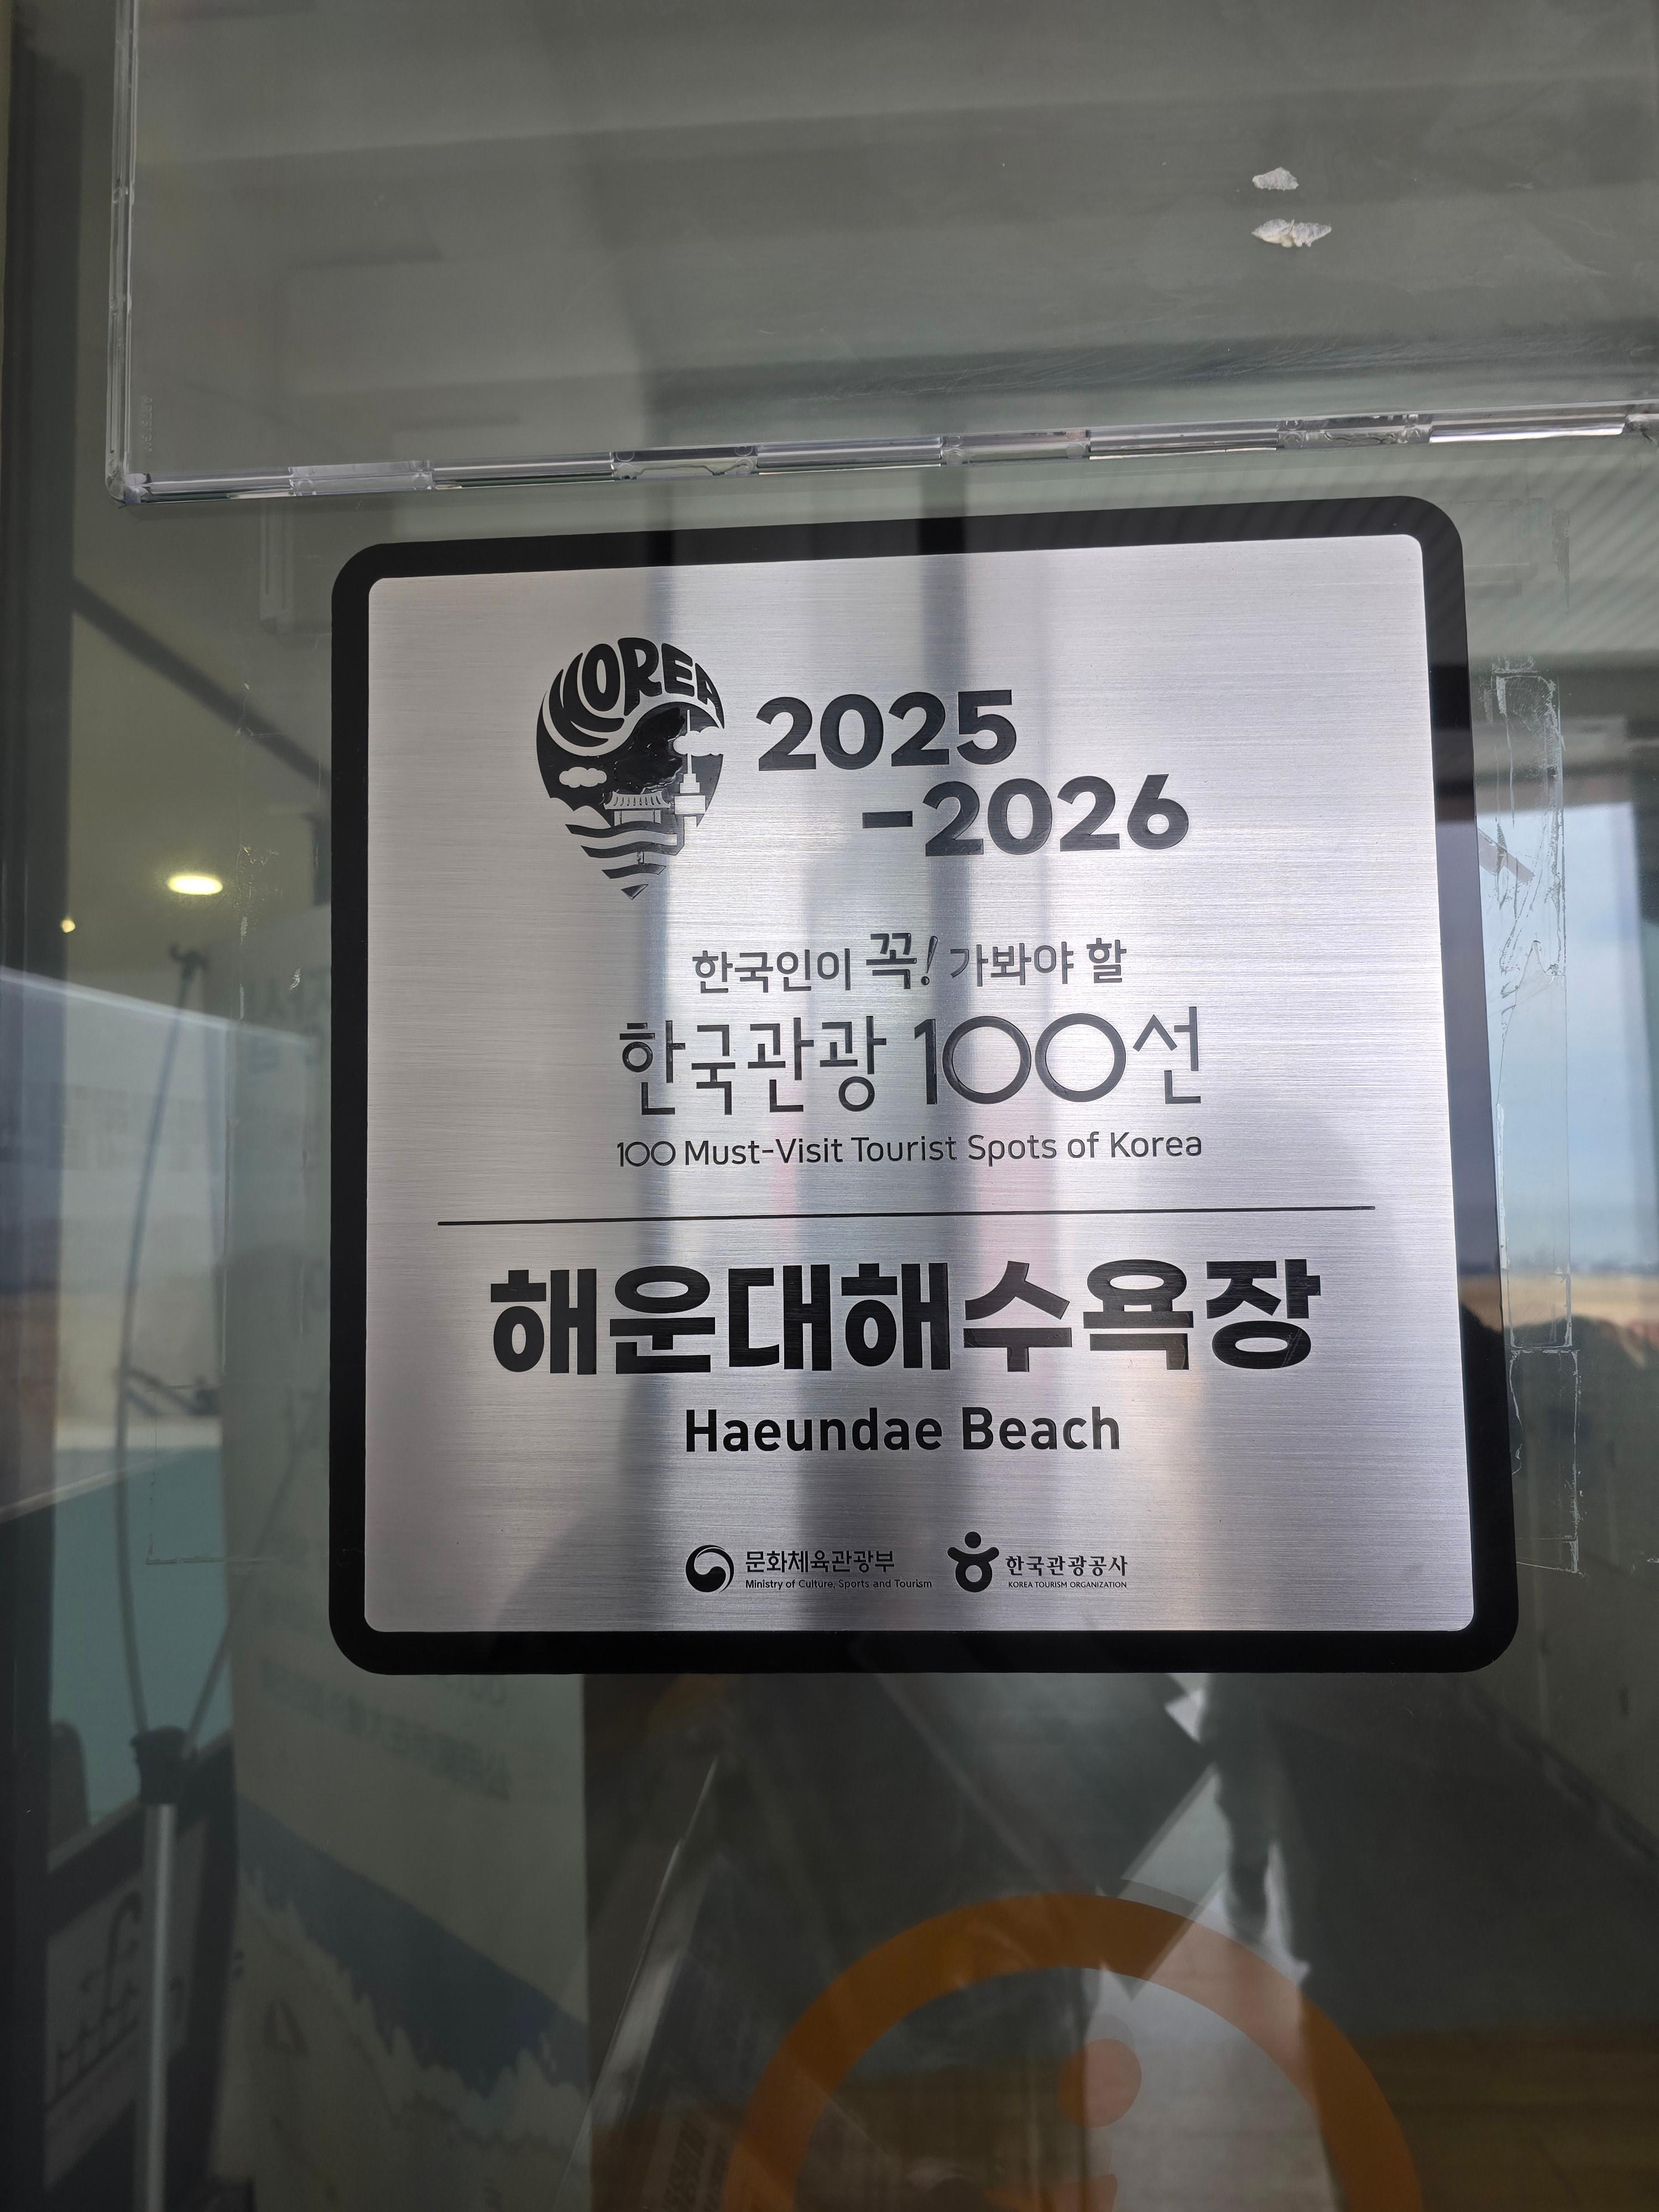 KOREA
2025
-2026
한국인이 꼭! 가봐야 할
한국관광 100선
100 Must-Visit Tourist Spots of Korea
해운대해수욕장
Haeundae Beach
문화체육관광부
Ministry of Culture, Sports and Tourism
한국관광공사
KOREA TOURISM ORGANIZATION